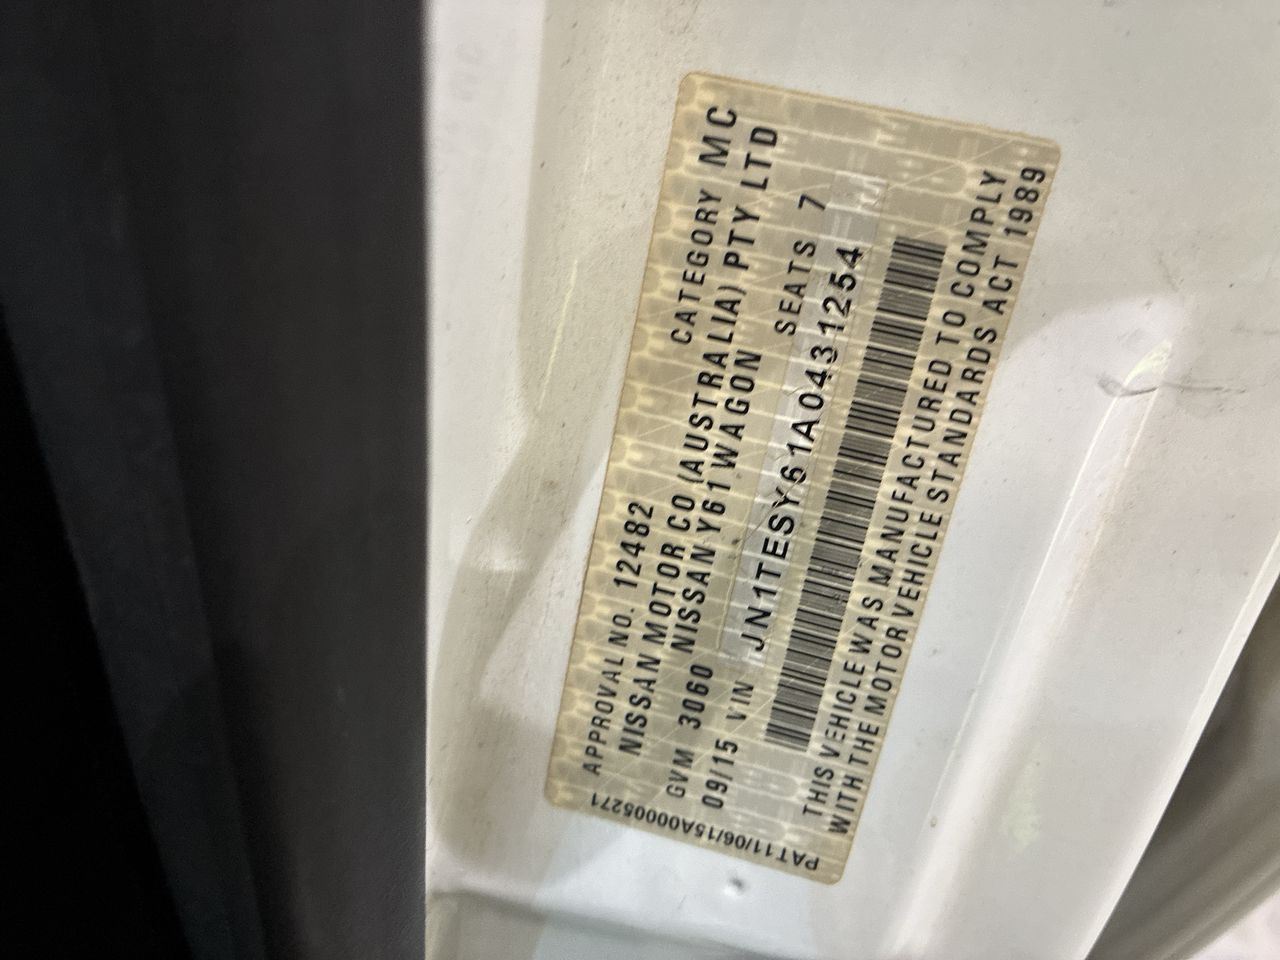 APPROVAL NO. 12482 CATEGORY MC
NISSAN MOTOR CO (AUSTRALIA) PTY LTD
GVM 3060 NISSAN Y61 WAGON SEATS 7
09/15 VIN JN1TESY61A0431254
THIS VEHICLE WAS MANUFACTURED TO COMPLY
WITH THE MOTOR VEHICLE STANDARDS ACT 1989
PAT11/06/15A00005271